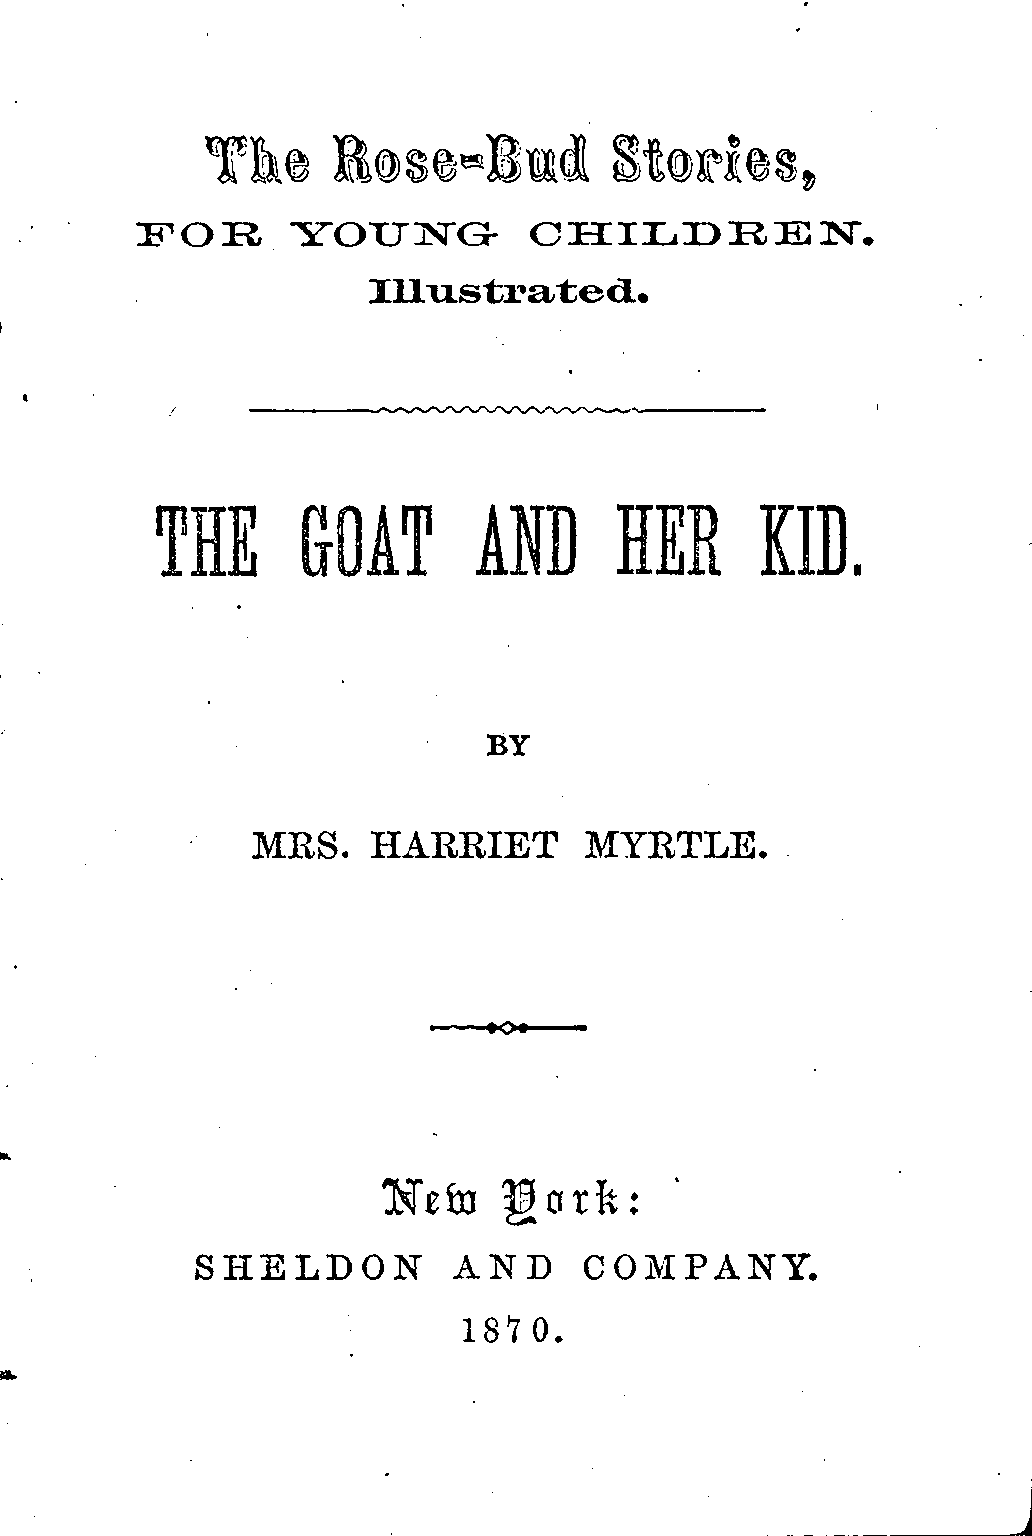 The Rose-Bud Stories,
FOR YOUNG CHILDREN.
Illustrated.
THE GOAT AND HER KID.
BY
MRS. HARRIET MYRTLE.
New York:
SHELDON AND COMPANY.
1870.